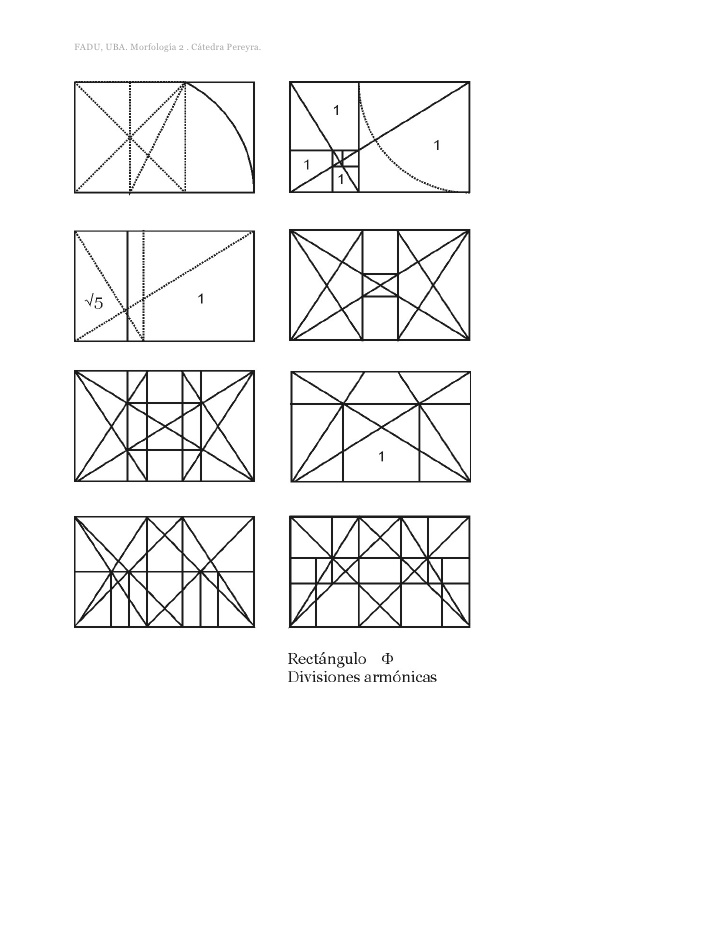 FADU, UBA. Morfología 2 . Cátedra Pereyra.
1
1
1
1
√5
1
1
Rectángulo Φ
Divisiones armónicas